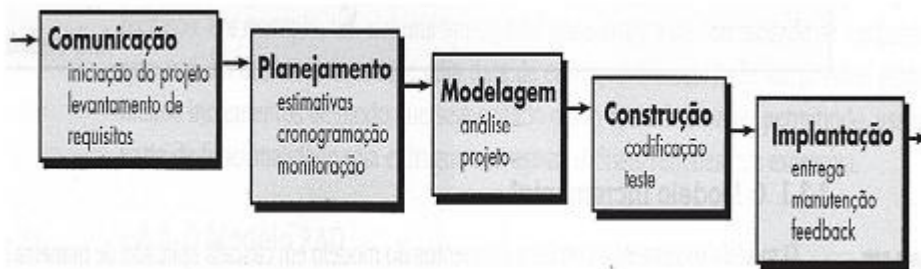 Comunicação
iniciação do projeto
levantamento de
requisitos
Planejamento
estimativas
cronogramação
monitoração
Modelagem
análise
projeto
Construção
codificação
teste
Implantação
entrega
manutenção
feedback